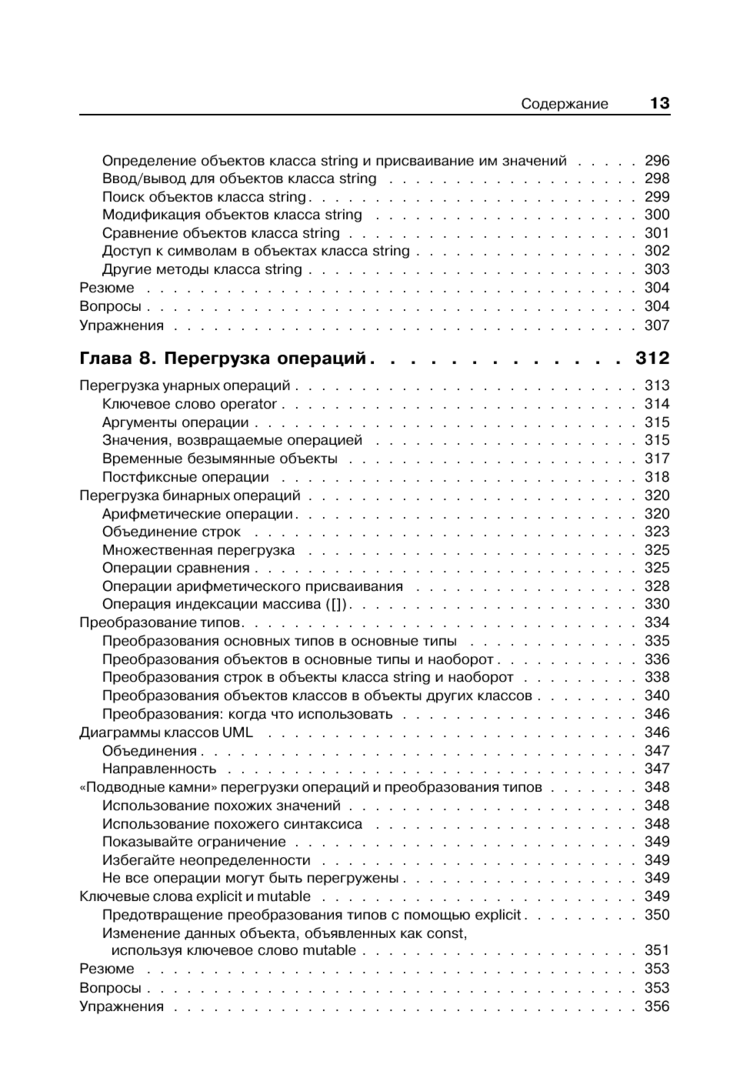 Содержание 13
Определение объектов класса string и присваивание им значений . . . . . 296
Ввод/вывод для объектов класса string . . . . . . . . . . . . . . . . . . . 298
Поиск объектов класса string . . . . . . . . . . . . . . . . . . . . . . . . . 299
Модификация объектов класса string . . . . . . . . . . . . . . . . . . . . 300
Сравнение объектов класса string . . . . . . . . . . . . . . . . . . . . . . 301
Доступ к символам в объектах класса string . . . . . . . . . . . . . . . . . 302
Другие методы класса string . . . . . . . . . . . . . . . . . . . . . . . . . 303
Резюме . . . . . . . . . . . . . . . . . . . . . . . . . . . . . . . . . . . . . 304
Вопросы . . . . . . . . . . . . . . . . . . . . . . . . . . . . . . . . . . . . . 304
Упражнения . . . . . . . . . . . . . . . . . . . . . . . . . . . . . . . . . . . 307
Глава 8. Перегрузка операций . . . . . . . . . . . . . 312
Перегрузка унарных операций . . . . . . . . . . . . . . . . . . . . . . . . . . 313
Ключевое слово operator . . . . . . . . . . . . . . . . . . . . . . . . . . . 314
Аргументы операции . . . . . . . . . . . . . . . . . . . . . . . . . . . . . 315
Значения, возвращаемые операцией . . . . . . . . . . . . . . . . . . . . 315
Временные безымянные объекты . . . . . . . . . . . . . . . . . . . . . . 317
Постфиксные операции . . . . . . . . . . . . . . . . . . . . . . . . . . . . 318
Перегрузка бинарных операций . . . . . . . . . . . . . . . . . . . . . . . . . 320
Арифметические операции . . . . . . . . . . . . . . . . . . . . . . . . . . 320
Объединение строк . . . . . . . . . . . . . . . . . . . . . . . . . . . . . 323
Множественная перегрузка . . . . . . . . . . . . . . . . . . . . . . . . . 325
Операции сравнения . . . . . . . . . . . . . . . . . . . . . . . . . . . . . 325
Операции арифметического присваивания . . . . . . . . . . . . . . . . . 328
Операция индексации массива ([]) . . . . . . . . . . . . . . . . . . . . . . 330
Преобразование типов . . . . . . . . . . . . . . . . . . . . . . . . . . . . . . 334
Преобразования основных типов в основные типы . . . . . . . . . . . . . 335
Преобразования объектов в основные типы и наоборот . . . . . . . . . . . 336
Преобразования строк в объекты класса string и наоборот . . . . . . . . . 338
Преобразования объектов классов в объекты других классов . . . . . . . . 340
Преобразования: когда что использовать . . . . . . . . . . . . . . . . . . 346
Диаграммы классов UML . . . . . . . . . . . . . . . . . . . . . . . . . . . . 346
Объединения . . . . . . . . . . . . . . . . . . . . . . . . . . . . . . . . . 347
Направленность . . . . . . . . . . . . . . . . . . . . . . . . . . . . . . . 347
«Подводные камни» перегрузки операций и преобразования типов . . . . . . . 348
Использование похожих значений . . . . . . . . . . . . . . . . . . . . . . 348
Использование похожего синтаксиса . . . . . . . . . . . . . . . . . . . . 348
Показывайте ограничение . . . . . . . . . . . . . . . . . . . . . . . . . . 349
Избегайте неопределенности . . . . . . . . . . . . . . . . . . . . . . . . 349
Не все операции могут быть перегружены . . . . . . . . . . . . . . . . . . 349
Ключевые слова explicit и mutable . . . . . . . . . . . . . . . . . . . . . . . . 349
Предотвращение преобразования типов с помощью explicit . . . . . . . . . 350
Изменение данных объекта, объявленных как const,
используя ключевое слово mutable . . . . . . . . . . . . . . . . . . . . . 351
Резюме . . . . . . . . . . . . . . . . . . . . . . . . . . . . . . . . . . . . . 353
Вопросы . . . . . . . . . . . . . . . . . . . . . . . . . . . . . . . . . . . . . 353
Упражнения . . . . . . . . . . . . . . . . . . . . . . . . . . . . . . . . . . . 356